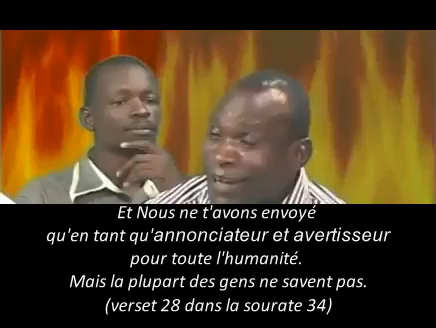 Et Nous ne t'avons envoyé
qu'en tant qu'annonciateur et avertisseur
pour toute l'humanité.
Mais la plupart des gens ne savent pas.
(verset 28 dans la sourate 34)